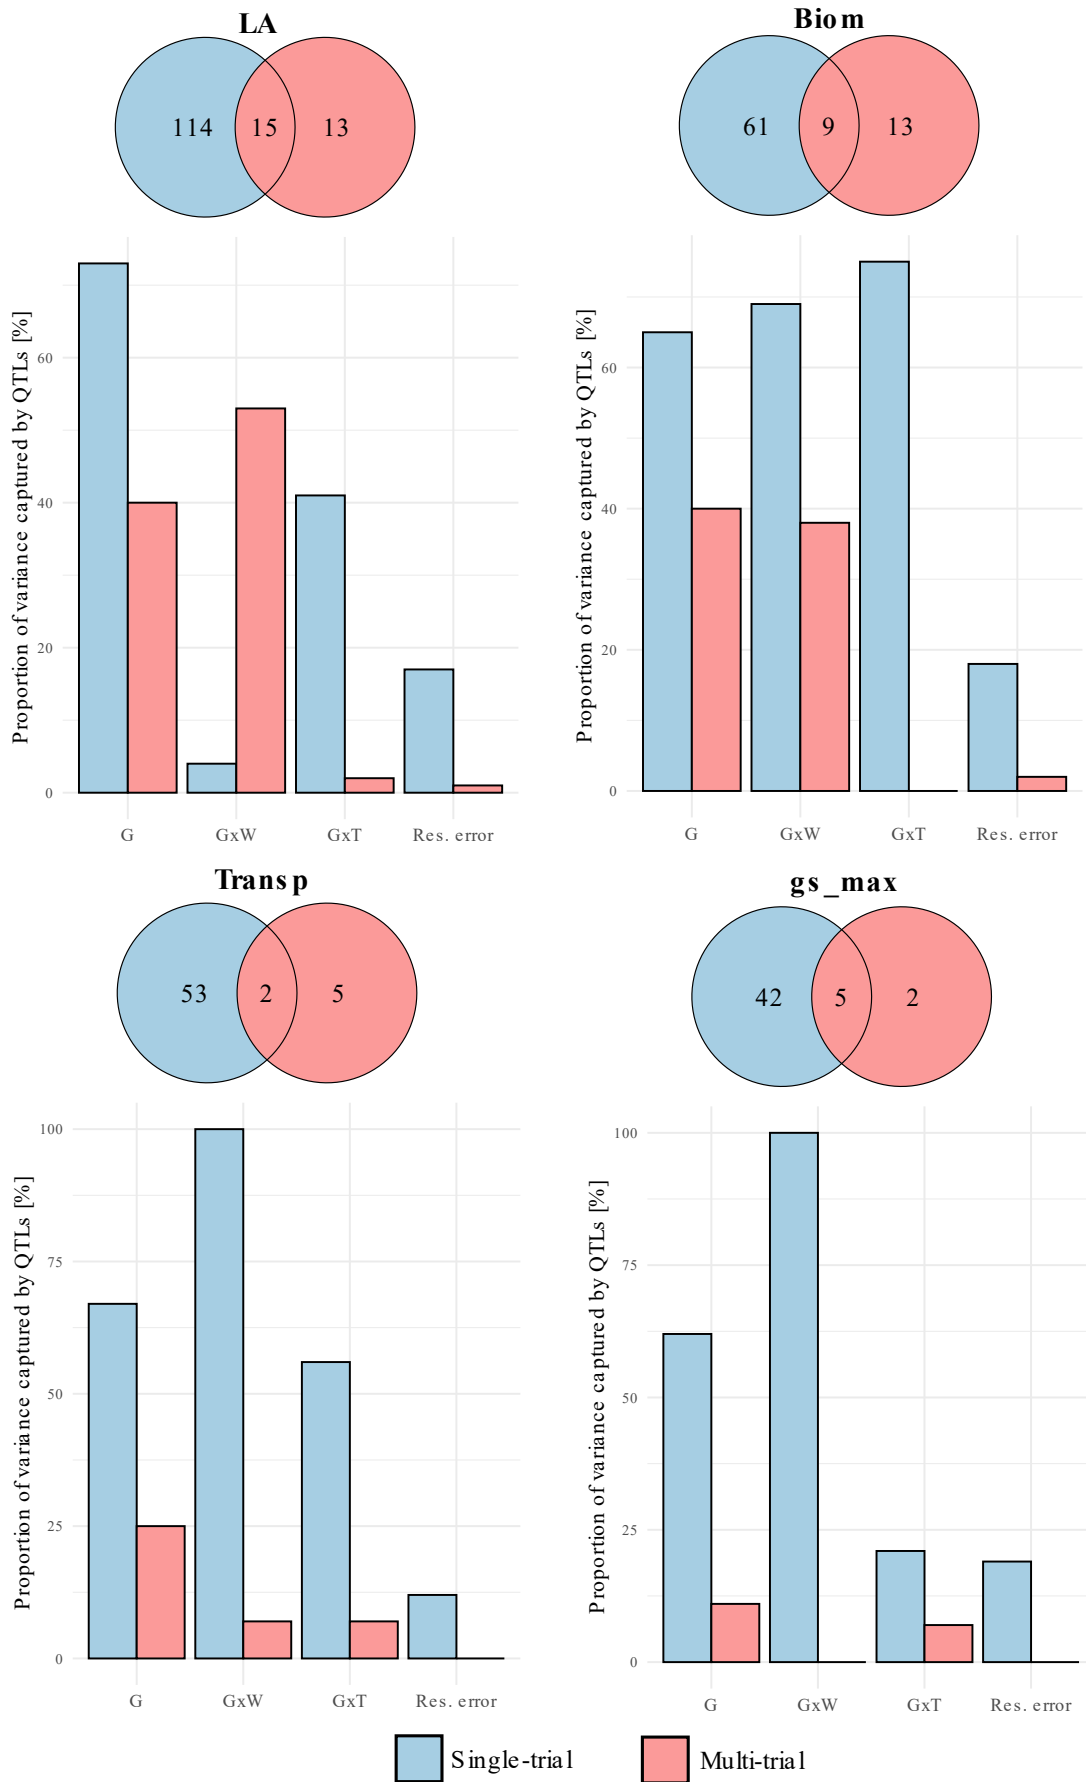 LA
114 15 13
Proportion of variance captured by QTLs [%]
60
40
20
0
G GxW GxT Res. error
Biom
61 9 13
Proportion of variance captured by QTLs [%]
60
40
20
0
G GxW GxT Res. error
Transp
53 2 5
Proportion of variance captured by QTLs [%]
100
75
50
25
0
G GxW GxT Res. error
gs_max
42 5 2
Proportion of variance captured by QTLs [%]
100
75
50
25
0
G GxW GxT Res. error
Single-trial Multi-trial